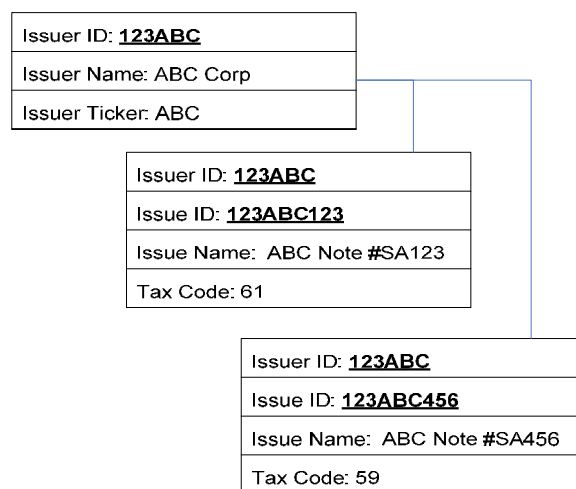 Issuer ID: 123ABC
Issuer Name: ABC Corp
Issuer Ticker: ABC
Issuer ID: 123ABC
Issue ID: 123ABC123
Issue Name:  ABC Note #SA123
Tax Code: 61
Issuer ID: 123ABC
Issue ID: 123ABC456
Issue Name:  ABC Note #SA456
Tax Code: 59